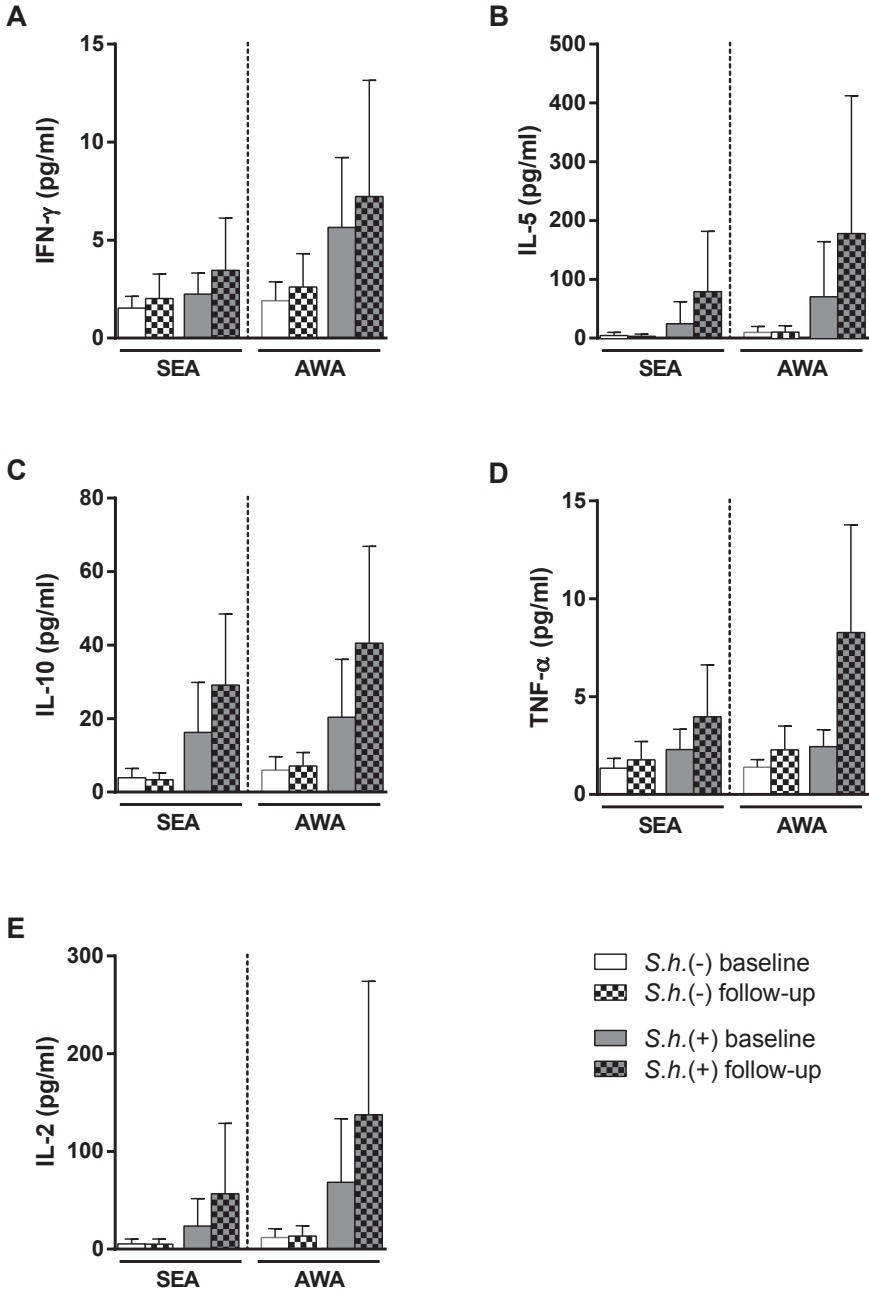 A
IFN-γ (pg/ml)
15
10
5
0
SEA
AWA
B
IL-5 (pg/ml)
500
400
300
200
100
0
SEA
AWA
C
IL-10 (pg/ml)
80
60
40
20
0
SEA
AWA
D
TNF-α (pg/ml)
15
10
5
0
SEA
AWA
E
IL-2 (pg/ml)
300
200
100
0
SEA
AWA
S.h.(-) baseline
S.h.(-) follow-up
S.h.(+) baseline
S.h.(+) follow-up